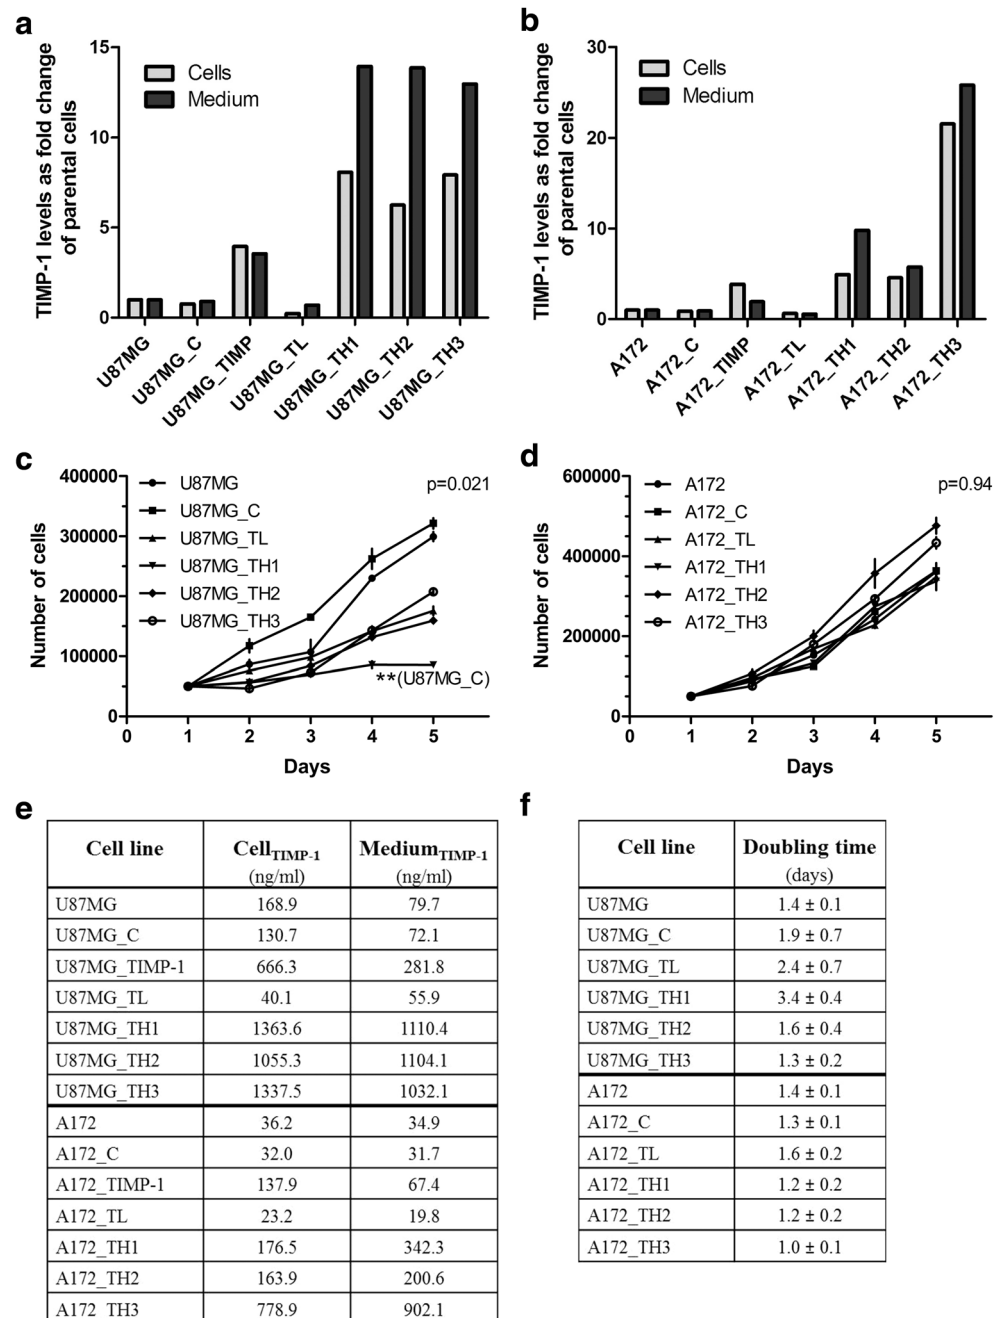 a
TIMP-1 levels as fold change
of parental cells
15
10
5
0
Cells
Medium
U87MG
U87MG_C
U87MG_TIMP
U87MG_TL
U87MG_TH1
U87MG_TH2
U87MG_TH3
b
TIMP-1 levels as fold change
of parental cells
30
20
10
0
Cells
Medium
A172
A172_C
A172_TIMP
A172_TL
A172_TH1
A172_TH2
A172_TH3
c
Number of cells
400000
300000
200000
100000
0
U87MG
U87MG_C
U87MG_TL
U87MG_TH1
U87MG_TH2
U87MG_TH3
p=0.021
**(U87MG_C)
0 1 2 3 4 5
Days
d
Number of cells
600000
400000
200000
0
A172
A172_C
A172_TL
A172_TH1
A172_TH2
A172_TH3
p=0.94
0 1 2 3 4 5
Days
e
Cell line CellTIMP-1 MediumTIMP-1
(ng/ml) (ng/ml)
U87MG 168.9 79.7
U87MG_C 130.7 72.1
U87MG_TIMP-1 666.3 281.8
U87MG_TL 40.1 55.9
U87MG_TH1 1363.6 1110.4
U87MG_TH2 1055.3 1104.1
U87MG_TH3 1337.5 1032.1
A172 36.2 34.9
A172_C 32.0 31.7
A172_TIMP-1 137.9 67.4
A172_TL 23.2 19.8
A172_TH1 176.5 342.3
A172_TH2 163.9 200.6
A172_TH3 778.9 902.1
f
Cell line Doubling time
(days)
U87MG 1.4 ± 0.1
U87MG_C 1.9 ± 0.7
U87MG_TL 2.4 ± 0.7
U87MG_TH1 3.4 ± 0.4
U87MG_TH2 1.6 ± 0.4
U87MG_TH3 1.3 ± 0.2
A172 1.4 ± 0.1
A172_C 1.3 ± 0.1
A172_TL 1.6 ± 0.2
A172_TH1 1.2 ± 0.2
A172_TH2 1.2 ± 0.2
A172_TH3 1.0 ± 0.1